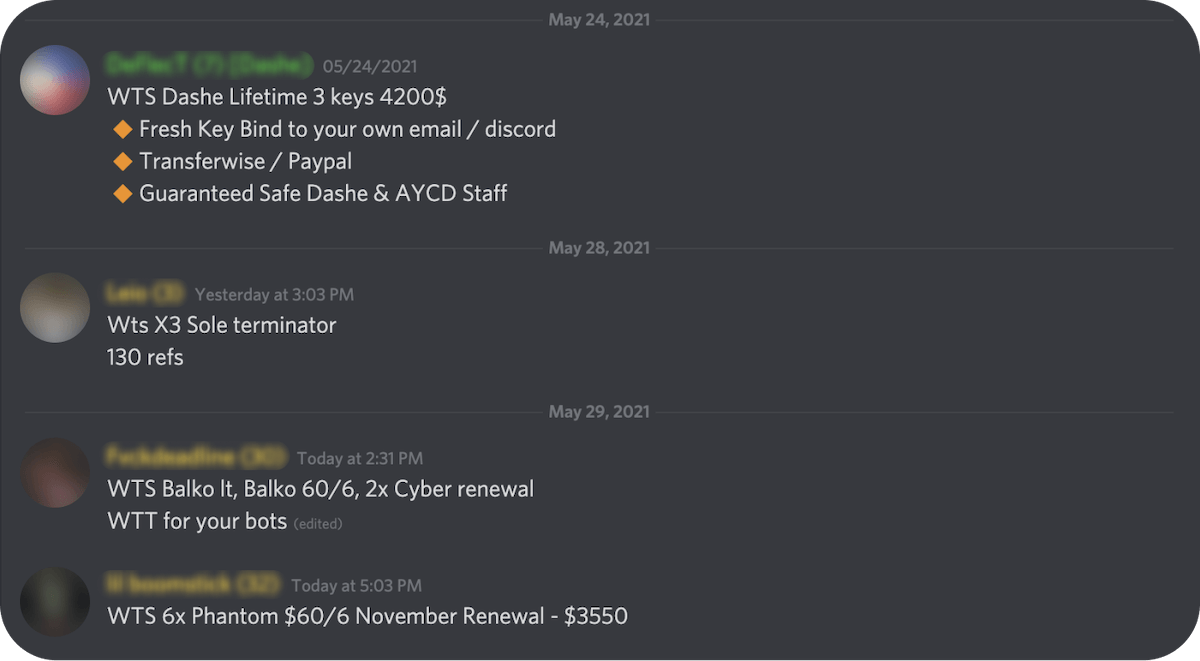 May 24, 2021
05/24/2021
WTS Dashe Lifetime 3 keys 4200$
Fresh Key Bind to your own email / discord
Transferwise / Paypal
Guaranteed Safe Dashe & AYCD Staff
May 28, 2021
Yesterday at 3:03 PM
Wts X3 Sole terminator
130 refs
May 29, 2021
Today at 2:31 PM
WTS Balko lt, Balko 60/6, 2x Cyber renewal
WTT for your bots (edited)
Today at 5:03 PM
WTS 6x Phantom $60/6 November Renewal - $3550